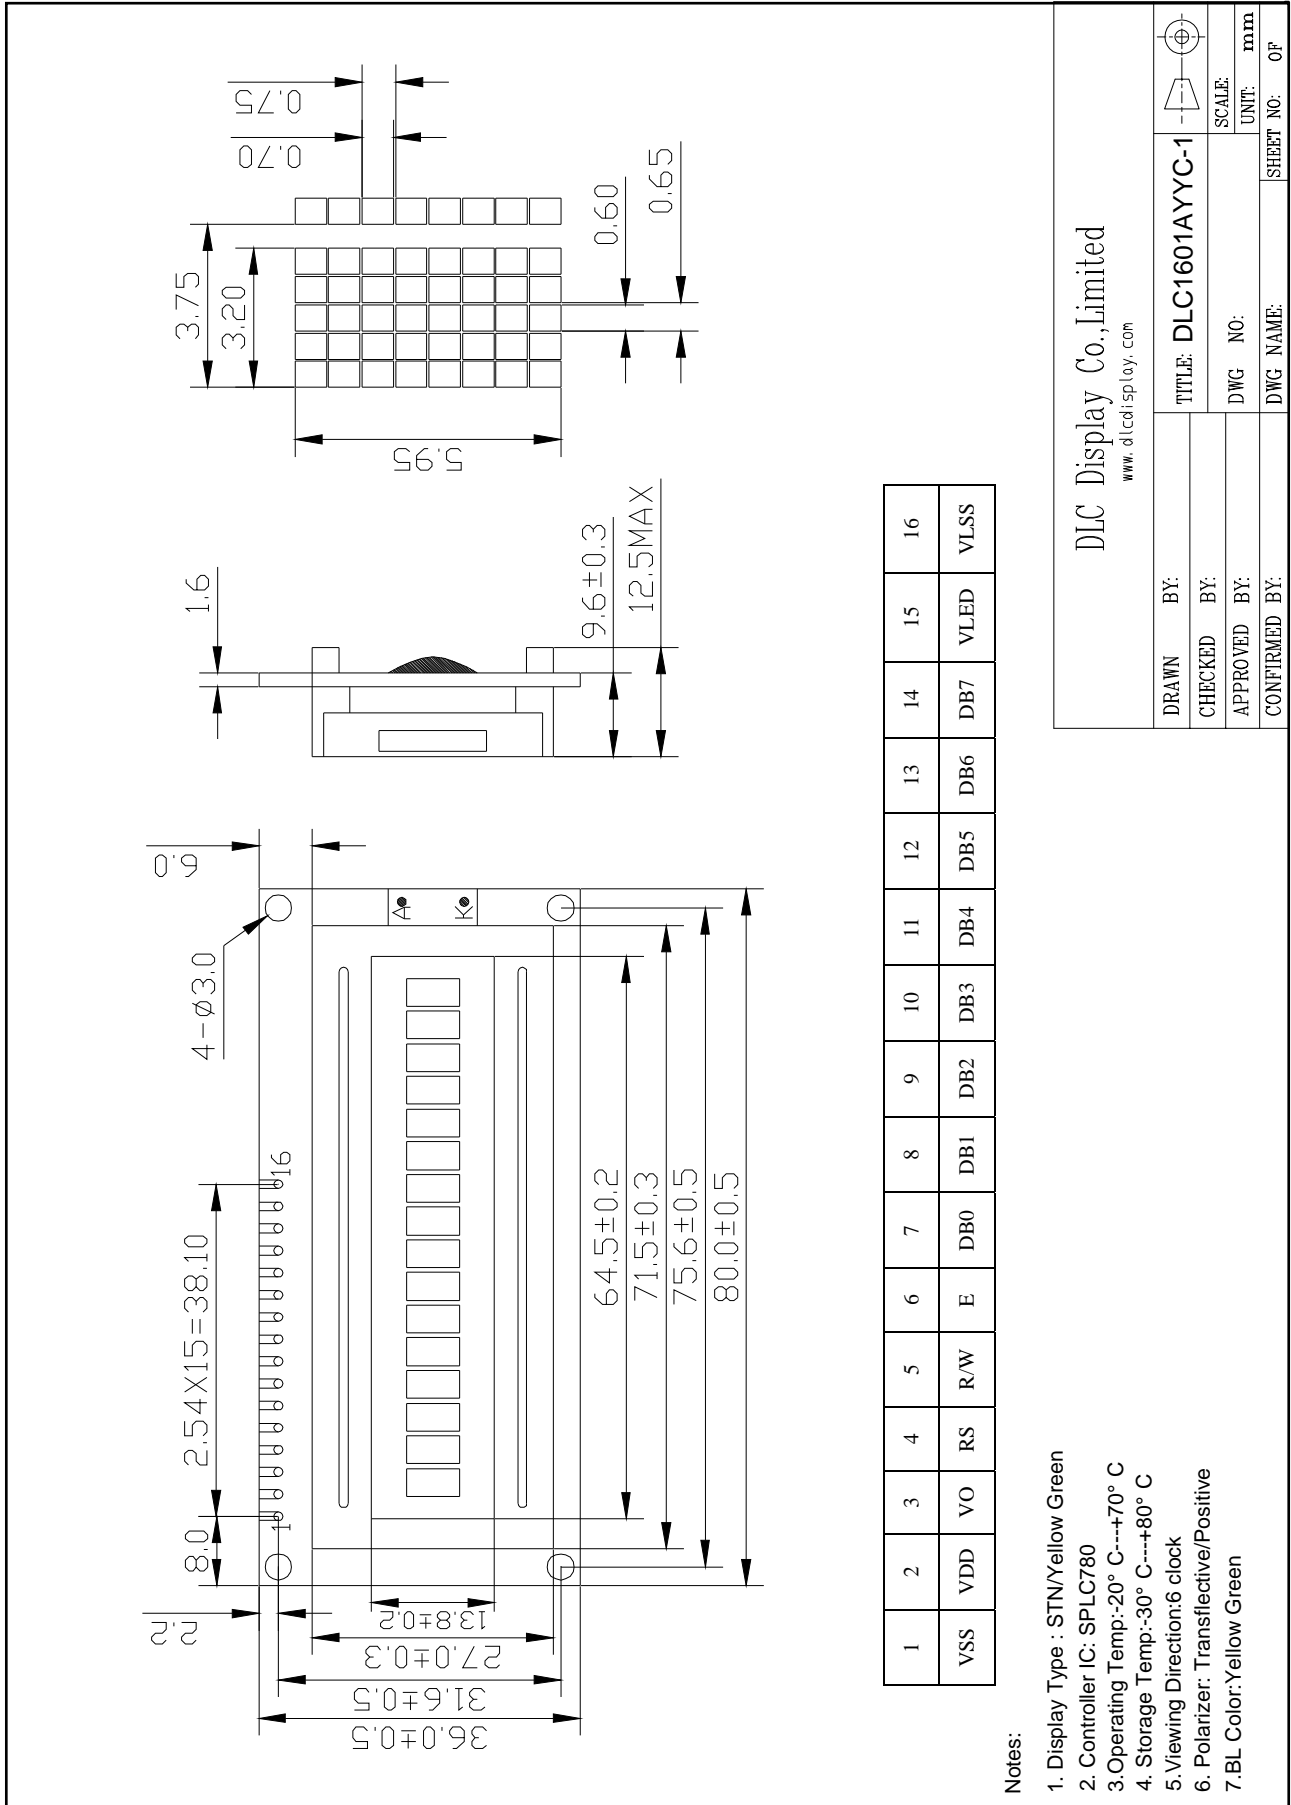 2.2
8.0
2.54X15=38.10
4-Ø3.0
6.0
1
16
A
K
13.8±0.2
27.0±0.3
31.6±0.5
36.0±0.5
64.5±0.2
71.5±0.3
75.6±0.5
80.0±0.5
1.6
9.6±0.3
12.5MAX
3.75
3.20
5.95
0.70
0.75
0.60
0.65
1 2 3 4 5 6 7 8 9 10 11 12 13 14 15 16
VSS VDD VO RS R/W E DB0 DB1 DB2 DB3 DB4 DB5 DB6 DB7 VLED VLSS
Notes:
1. Display Type : STN/Yellow Green
2. Controller IC: SPLC780
3.Operating Temp:-20° C---+70° C
4. Storage Temp:-30° C---+80° C
5.Viewing Direction:6 clock
6. Polarizer: Transflective/Positive
7.BL Color:Yellow Green
DLC Display Co.,Limited
www.dlcdisplay.com
DRAWN BY:
TITLE: DLC1601AYYC-1
CHECKED BY:
SCALE:
APPROVED BY:
DWG NO:
UNIT: mm
CONFIRMED BY:
DWG NAME:
SHEET NO: OF